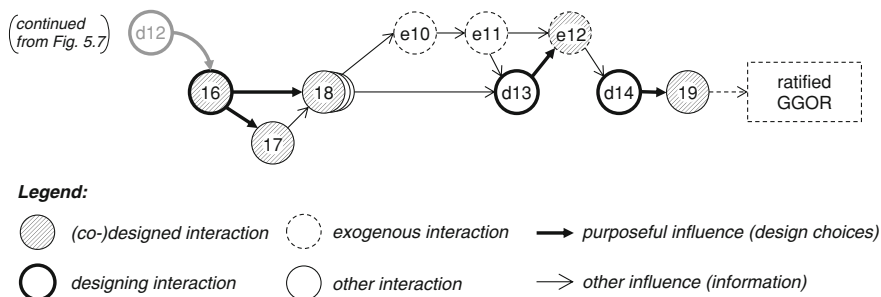 (continued
from Fig. 5.7)
d12
e10
e11
e12
16
18
d13
d14
19
ratified
GGOR
17
Legend:
(co-)designed interaction
exogenous interaction
purposeful influence (design choices)
designing interaction
other interaction
other influence (information)